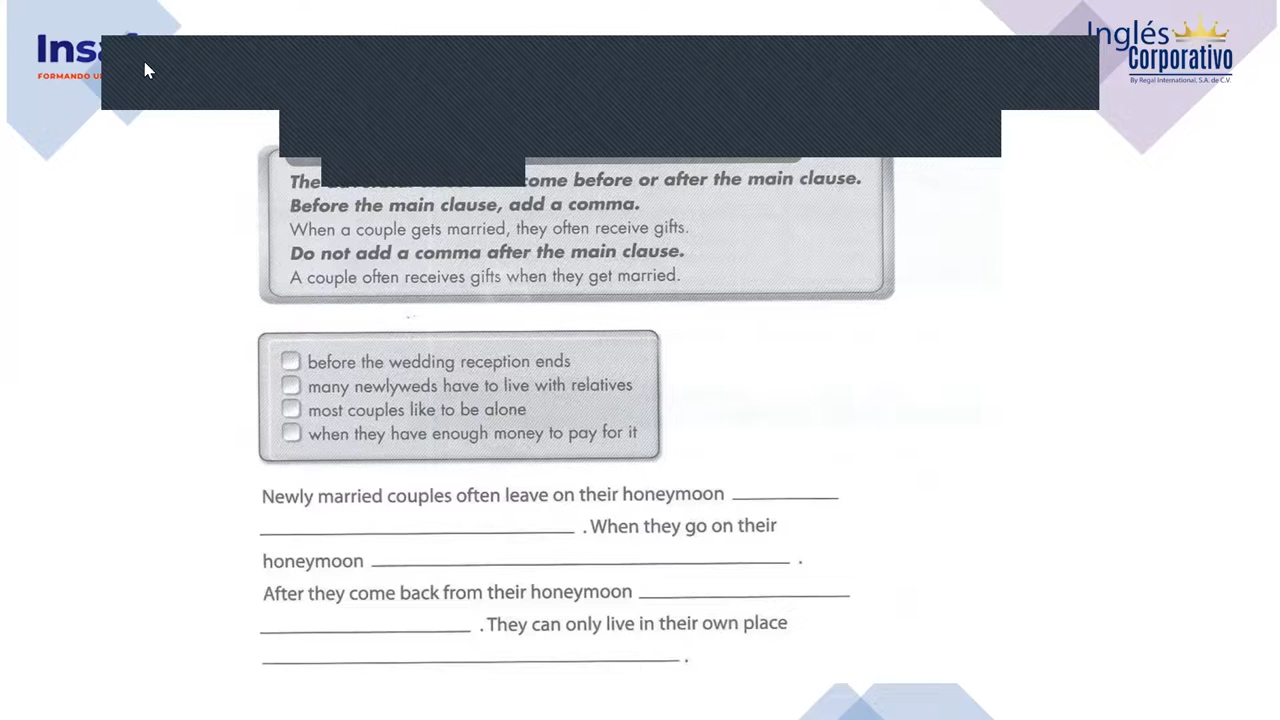 Insaf
FORMANDO
Inglés
Corporativo
By Regal International, S.A. de C.V.
The come before or after the main clause.
Before the main clause, add a comma.
When a couple gets married, they often receive gifts.
Do not add a comma after the main clause.
A couple often receives gifts when they get married.
before the wedding reception ends
many newlyweds have to live with relatives
most couples like to be alone
when they have enough money to pay for it
Newly married couples often leave on their honeymoon
. When they go on their
honeymoon .
After they come back from their honeymoon
. They can only live in their own place
.